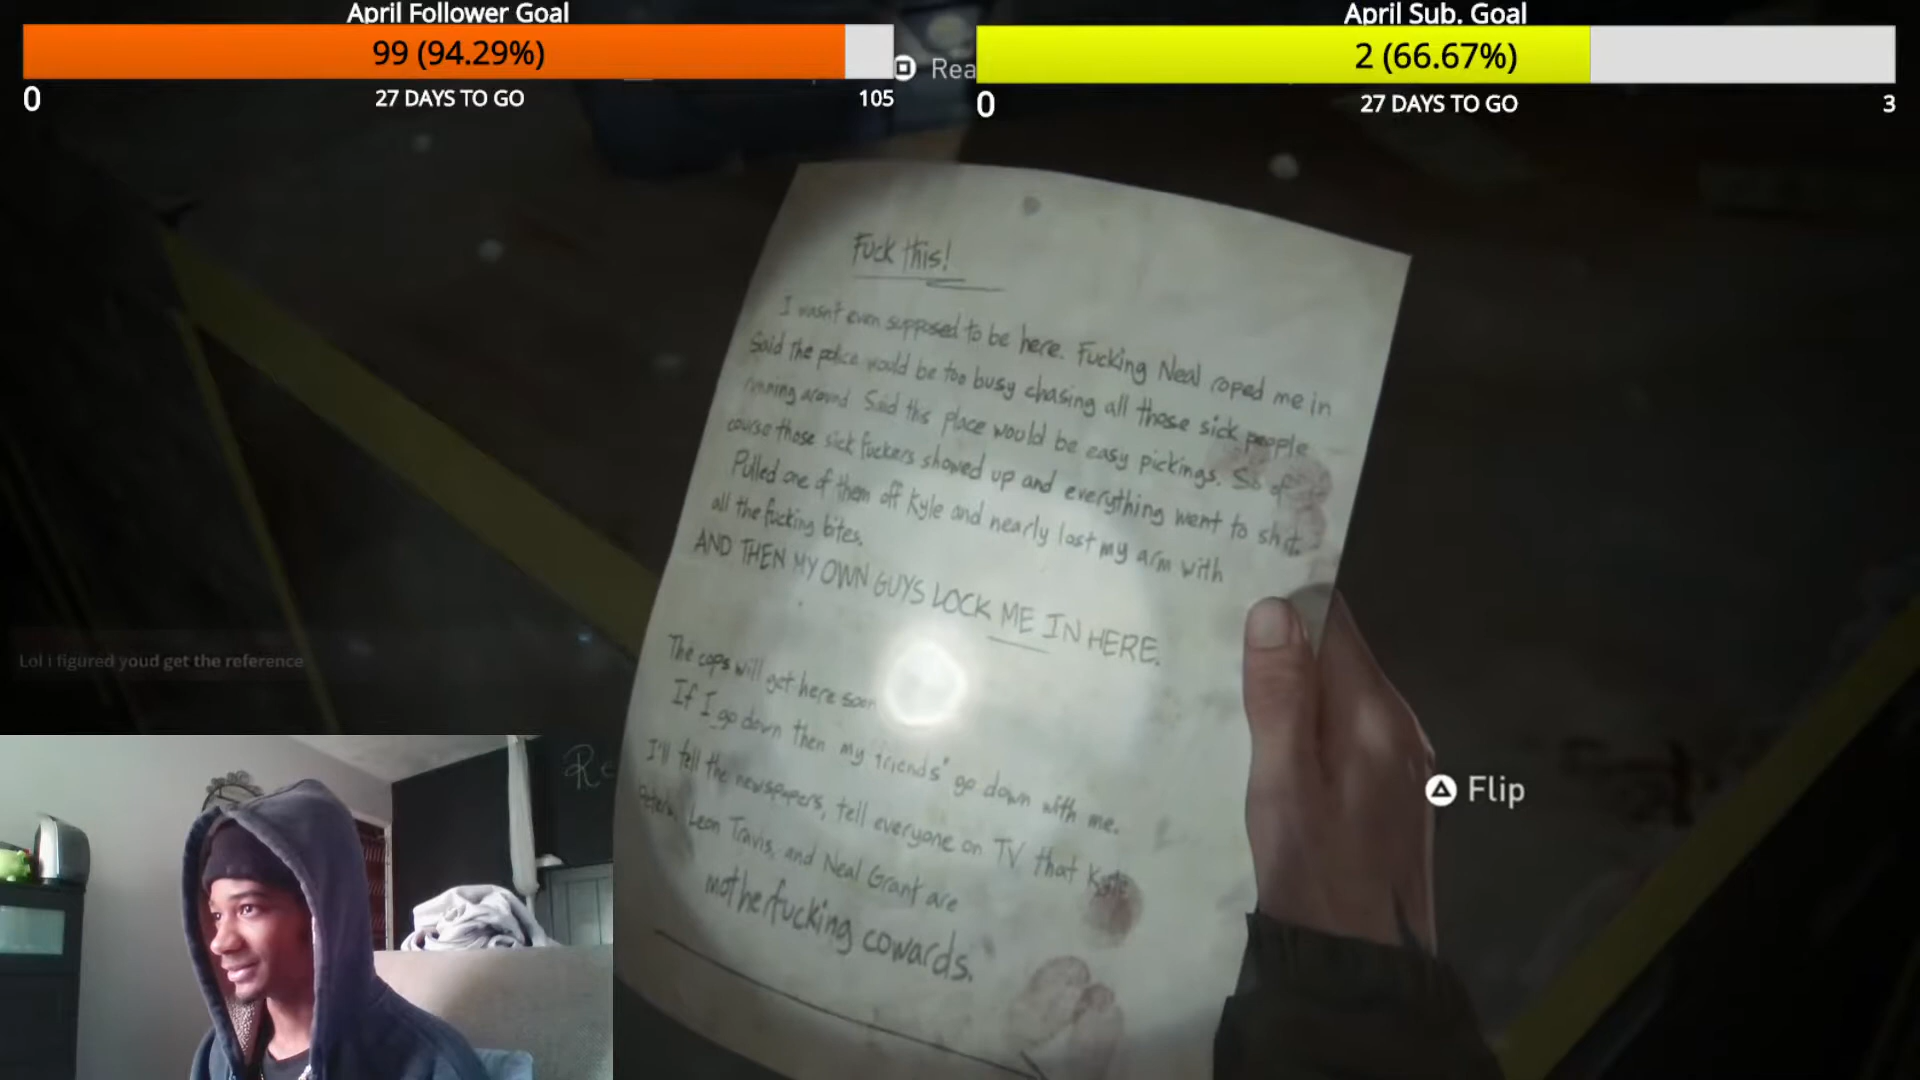 April Follower Goal
99 (94.29%)
0
27 DAYS TO GO
105
April Sub. Goal
2 (66.67%)
0
27 DAYS TO GO
3
Rea
Fuck this!
I wasn't even supposed to be here. Fucking Neal roped me in
Said the police would be too busy chasing all those sick people
running around Said this place would be easy pickings. So of
course those sick fuckers showed up and everything went to shit.
Pulled one of them off Kyle and nearly lost my arm with
all the fucking bites.
AND THEN MY OWN GUYS LOCK ME IN HERE.
The cops will get here soon
If I go down then my "friends" go down with me.
I'll tell the newspapers, tell everyone on TV that Kyle
Leon Travis, and Neal Grant are
motherfucking cowards.
Flip
Lol i figured youd get the reference
Re